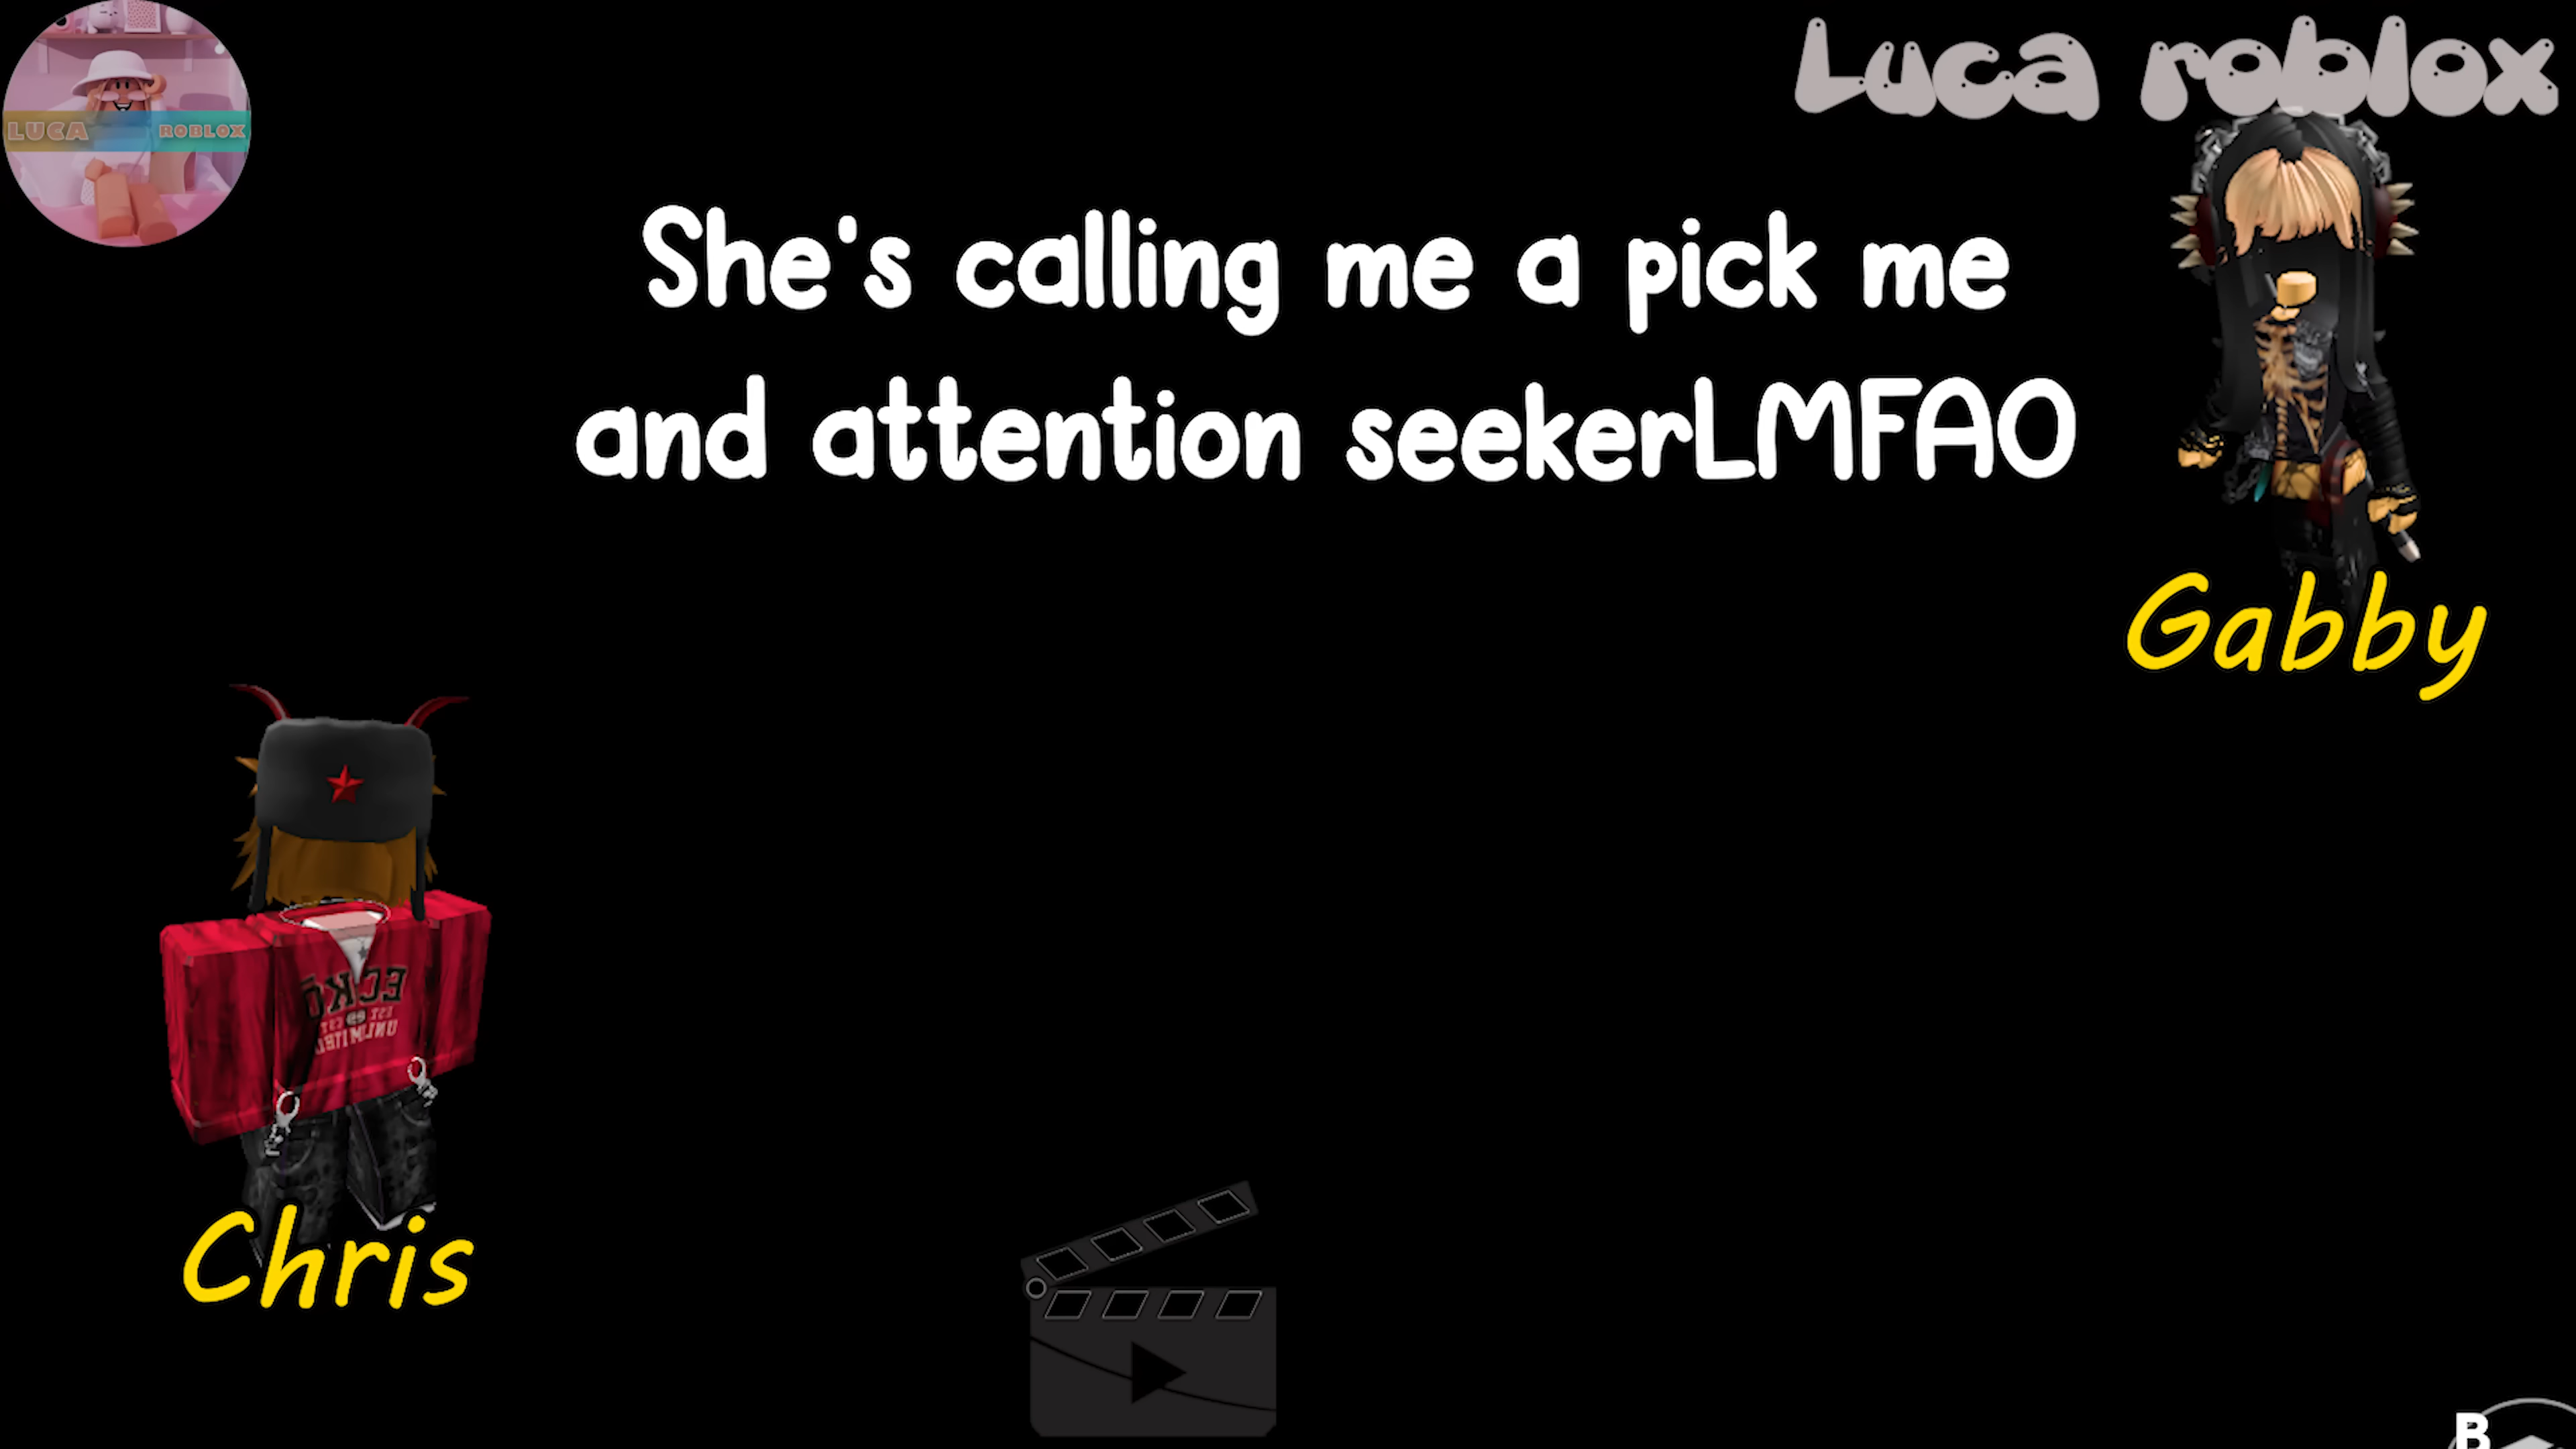 LUCA ROBLOX
Luca roblox
She's calling me a pick me
and attention seekerLMFAO
Gabby
ECKO
UNLIMITED
Chris
B